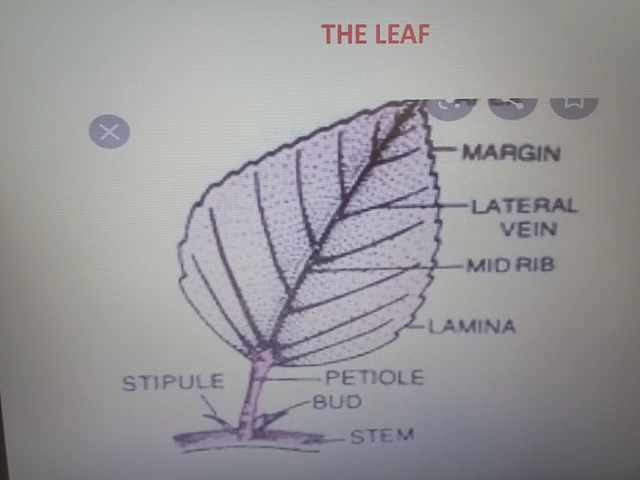 THE LEAF
MARGIN
LATERAL
VEIN
MID RIB
LAMINA
STIPULE
PETIOLE
BUD
STEM